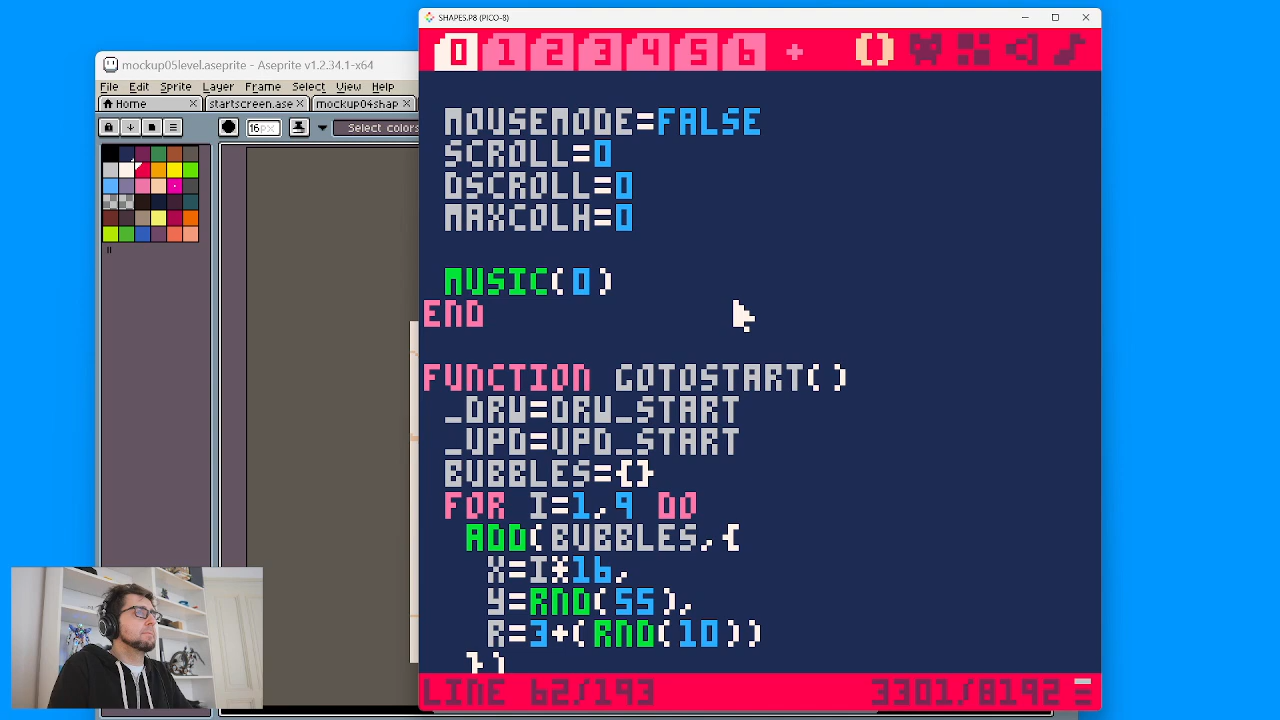 SHAPES.P8 (PICO-8)
0 1 2 3 4 5 6 +
mockup05level.aseprite - Aseprite v1.2.34.1-x64
File Edit Sprite Layer Frame Select View Help
Home startscreen.ase mockup04shap
16px Select colors
MOUSEMODE=FALSE
SCROLL=0
DSCROLL=0
MAXCOLH=0
MUSIC(0)
END
FUNCTION GOTOSTART()
_DRW=DRW_START
_UPD=UPD_START
BUBBLES={}
FOR I=1,9 DO
ADD(BUBBLES,{
X=I*16,
Y=RND(55),
R=3+(RND(10))
})
LINE 62/193 3301/8192